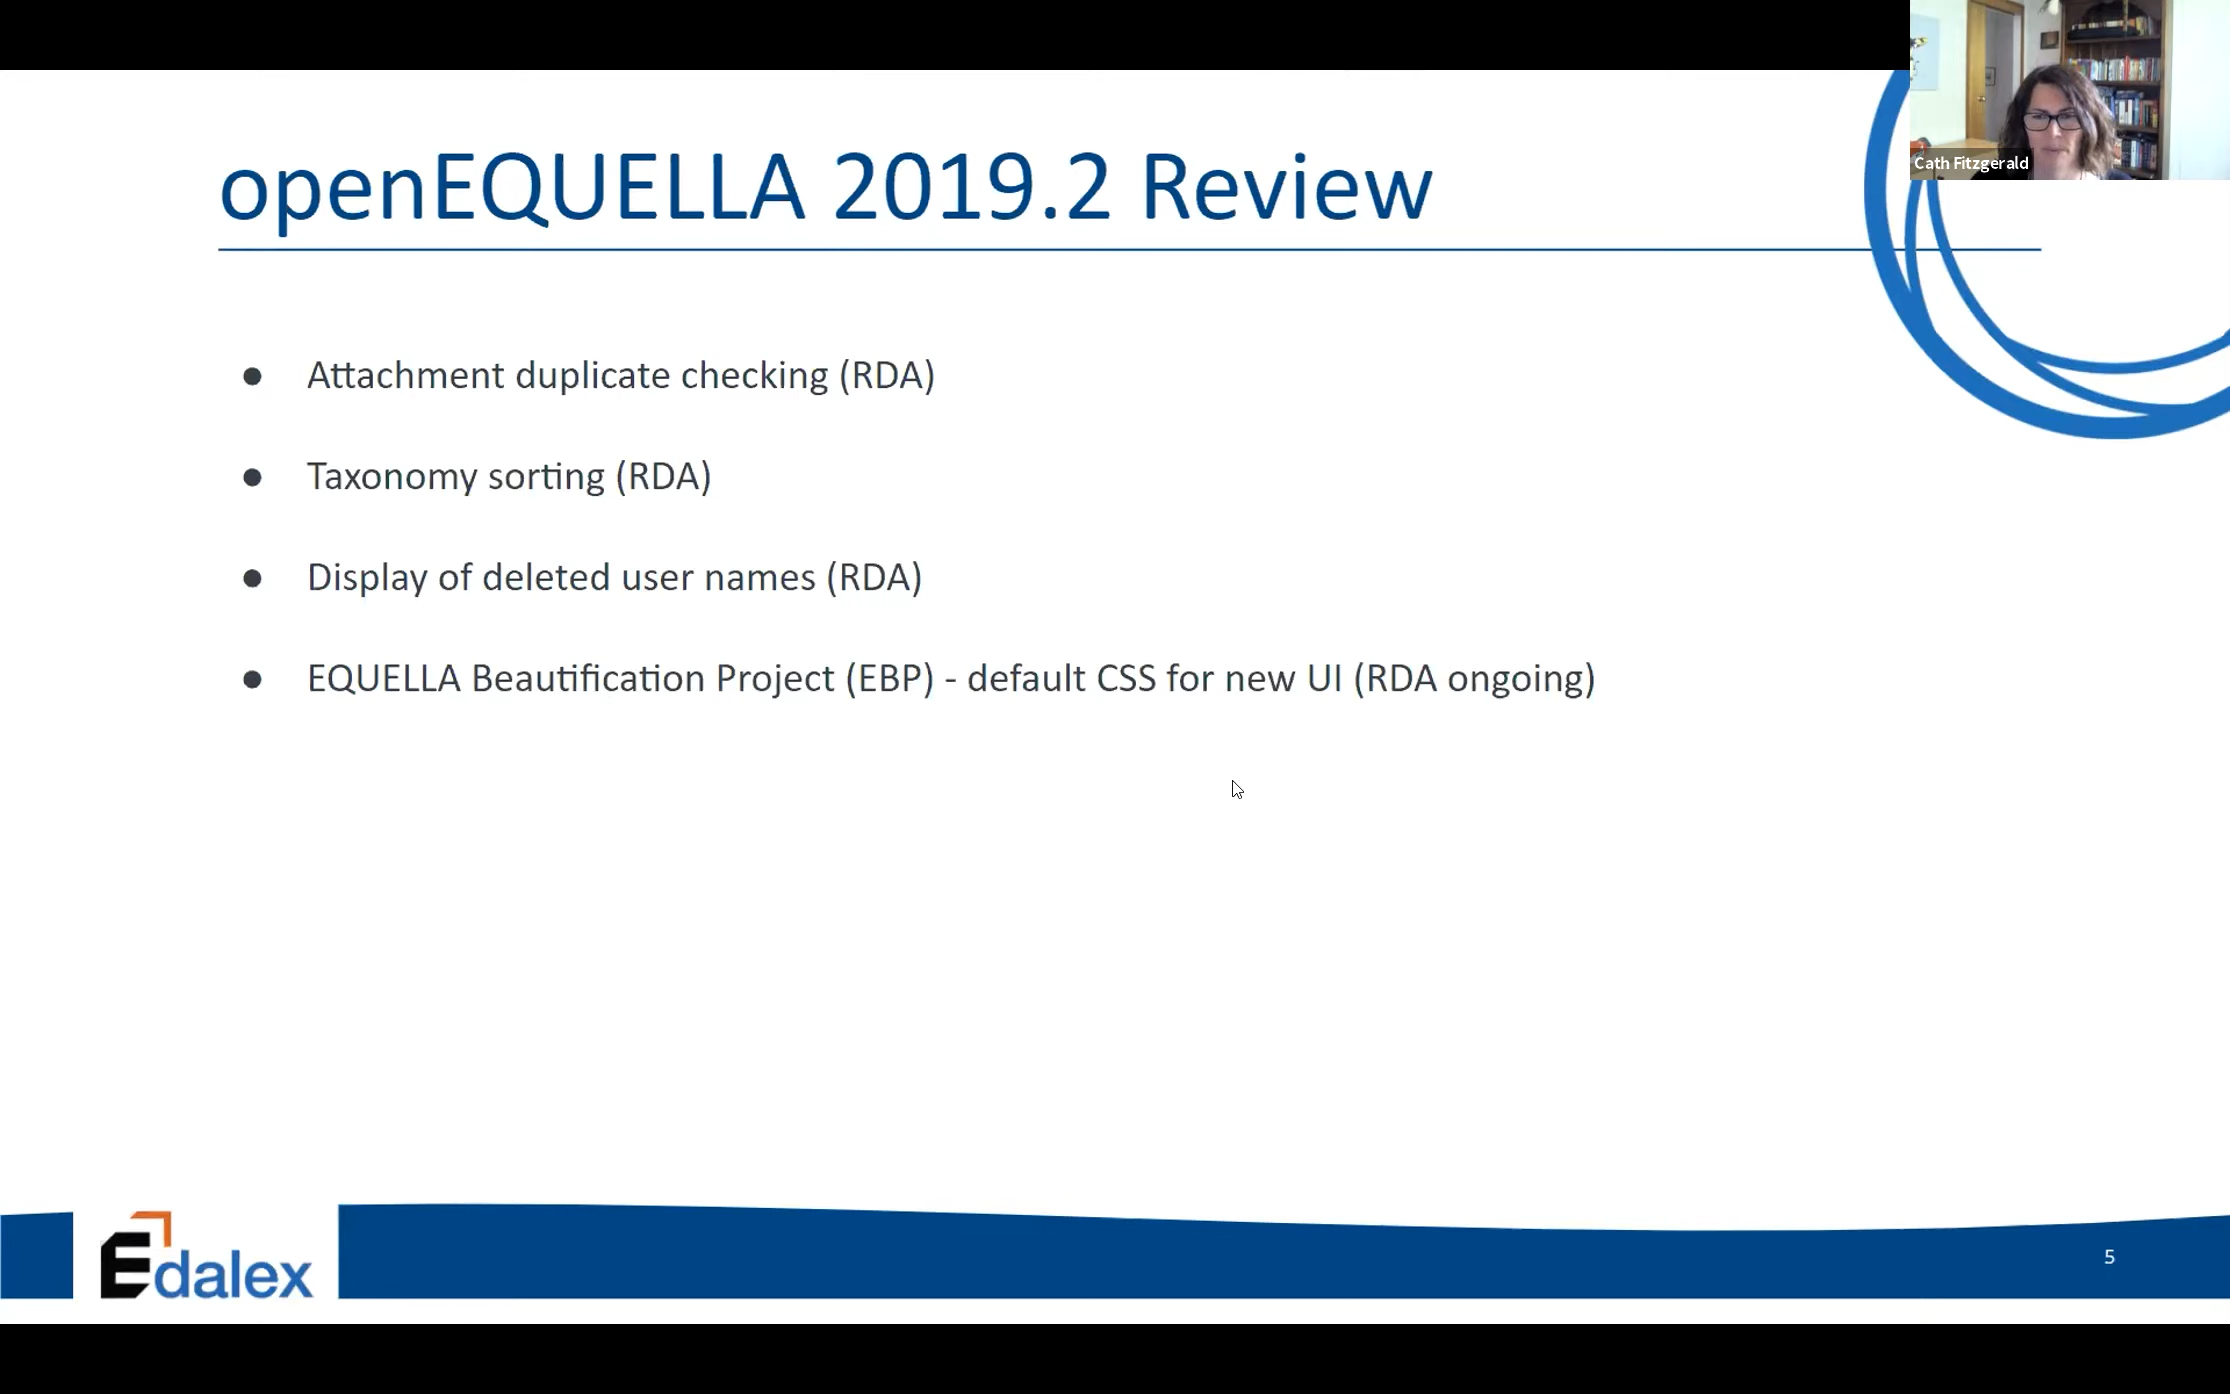 Cath Fitzgerald
openEQUELLA 2019.2 Review
● Attachment duplicate checking (RDA)
● Taxonomy sorting (RDA)
● Display of deleted user names (RDA)
● EQUELLA Beautification Project (EBP) - default CSS for new UI (RDA ongoing)
Edalex
5